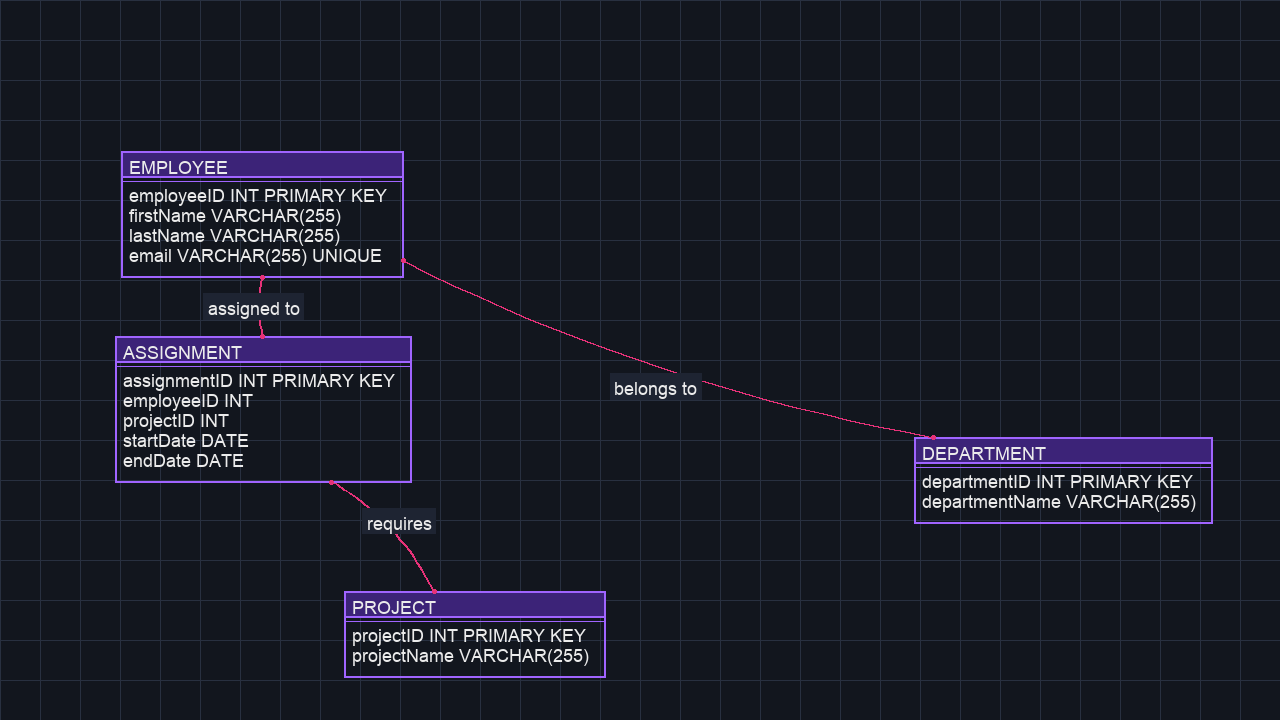 EMPLOYEE
employeeID INT PRIMARY KEY
firstName VARCHAR(255)
lastName VARCHAR(255)
email VARCHAR(255) UNIQUE
assigned to
ASSIGNMENT
assignmentID INT PRIMARY KEY
employeeID INT
projectID INT
startDate DATE
endDate DATE
belongs to
DEPARTMENT
departmentID INT PRIMARY KEY
departmentName VARCHAR(255)
requires
PROJECT
projectID INT PRIMARY KEY
projectName VARCHAR(255)